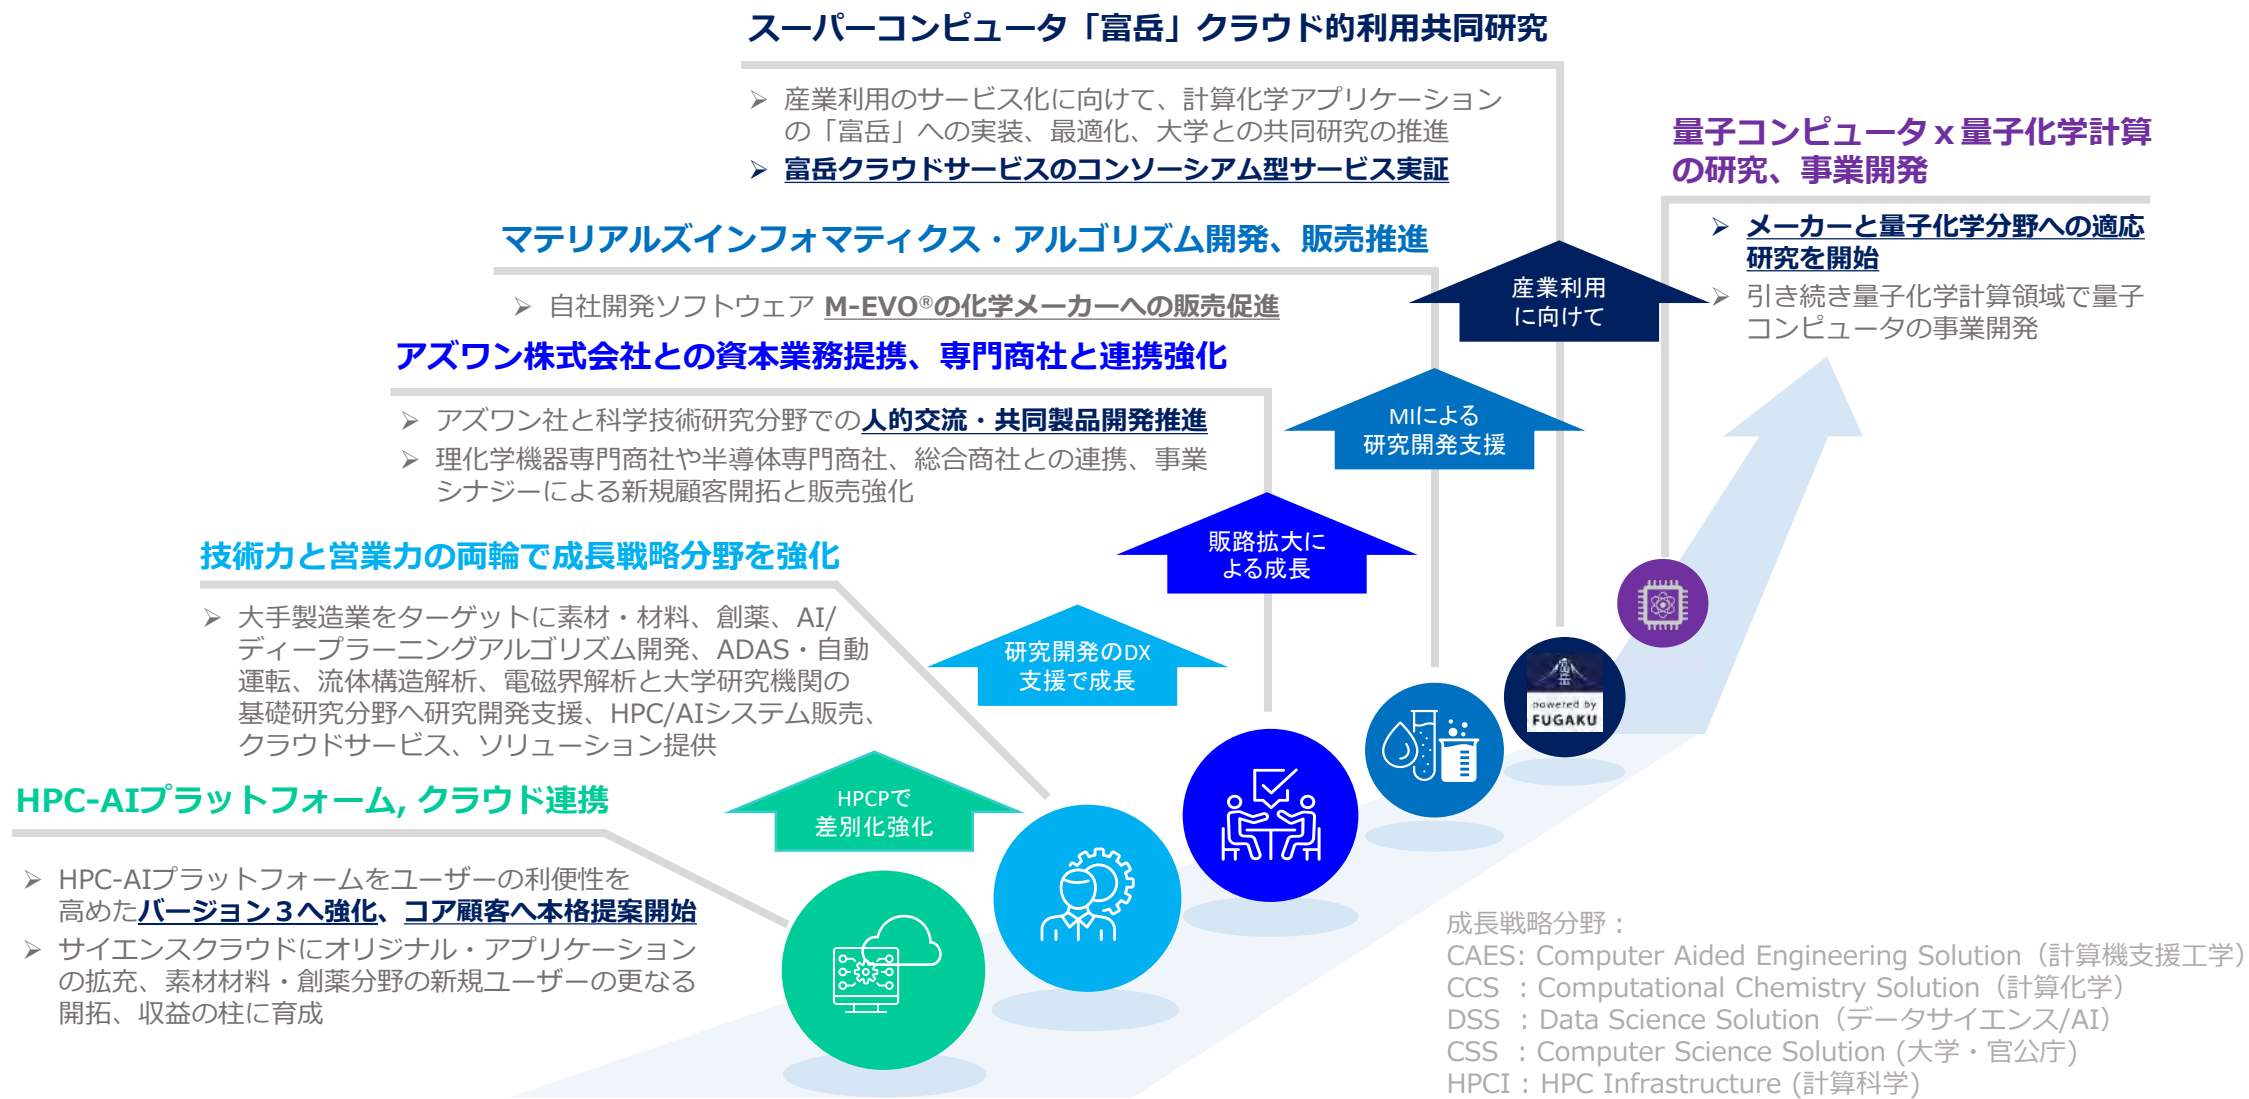 スーパーコンピュータ「富岳」クラウド的利用共同研究
➢ 産業利用のサービス化に向けて、計算化学アプリケーション
の「富岳」への実装、最適化、大学との共同研究の推進
➢ 富岳クラウドサービスのコンソーシアム型サービス実証
量子コンピュータｘ量子化学計算
の研究、事業開発
➢ メーカーと量子化学分野への適応
研究を開始
➢ 引き続き量子化学計算領域で量子
コンピュータの事業開発
産業利用
に向けて
マテリアルズインフォマティクス・アルゴリズム開発、販売推進
➢ 自社開発ソフトウェア M-EVO®の化学メーカーへの販売促進
MIによる
研究開発支援
アズワン株式会社との資本業務提携、専門商社と連携強化
➢ アズワン社と科学技術研究分野での人的交流・共同製品開発推進
➢ 理化学機器専門商社や半導体専門商社、総合商社との連携、事業
シナジーによる新規顧客開拓と販売強化
販路拡大に
よる成長
技術力と営業力の両輪で成長戦略分野を強化
➢ 大手製造業をターゲットに素材・材料、創薬、AI/
ディープラーニングアルゴリズム開発、ADAS・自動
運転、流体構造解析、電磁界解析と大学研究機関の
基礎研究分野へ研究開発支援、HPC/AIシステム販売、
クラウドサービス、ソリューション提供
研究開発のDX
支援で成長
HPC-AIプラットフォーム, クラウド連携
➢ HPC-AIプラットフォームをユーザーの利便性を
高めたバージョン３へ強化、コア顧客へ本格提案開始
➢ サイエンスクラウドにオリジナル・アプリケーション
の拡充、素材材料・創薬分野の新規ユーザーの更なる
開拓、収益の柱に育成
HPCPで
差別化強化
富岳
powered by
FUGAKU
成長戦略分野：
CAES: Computer Aided Engineering Solution（計算機支援工学）
CCS : Computational Chemistry Solution（計算化学）
DSS : Data Science Solution（データサイエンス/AI）
CSS : Computer Science Solution (大学・官公庁)
HPCI : HPC Infrastructure (計算科学)